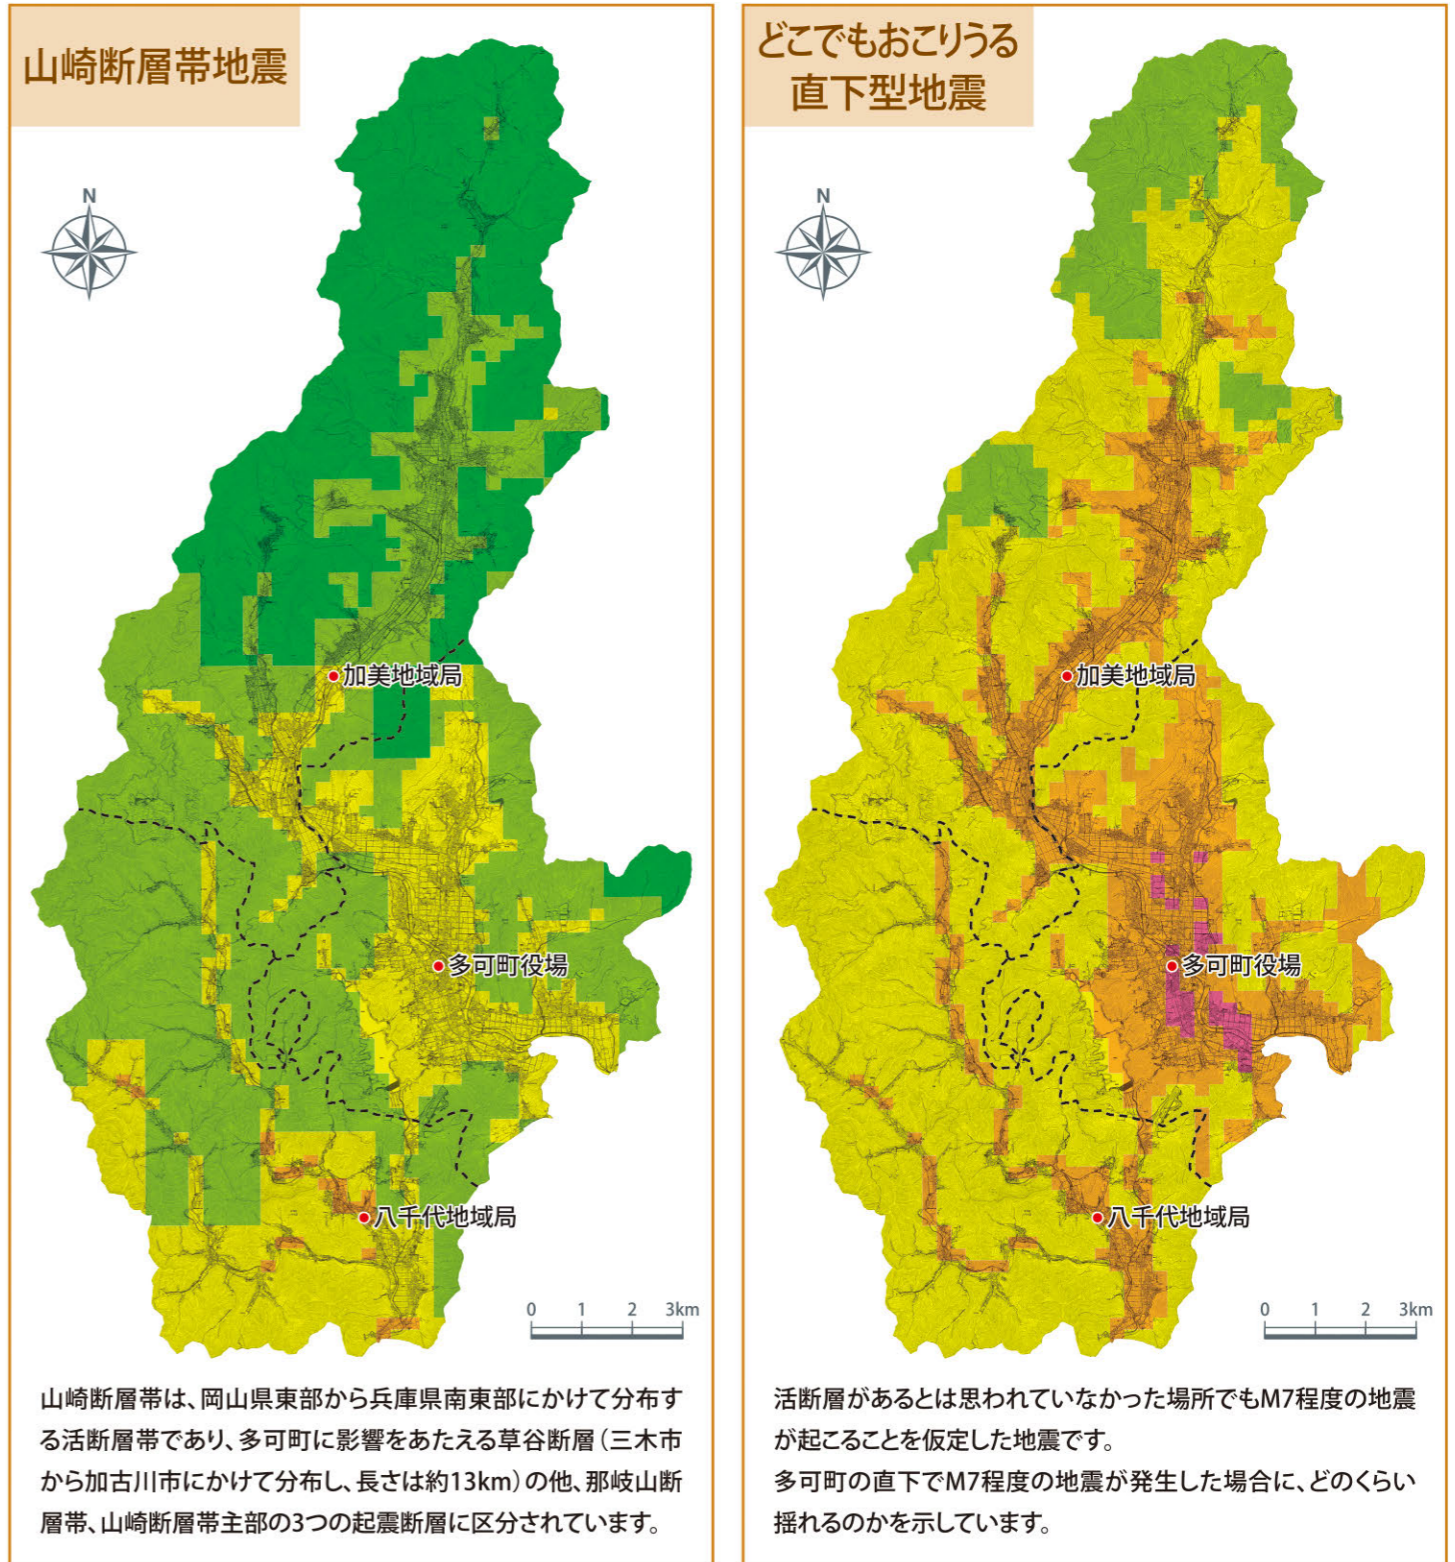 山崎断層帯地震
N
加美地域局
多可町役場
八千代地域局
0 1 2 3km
山崎断層帯は、岡山県東部から兵庫県南東部にかけて分布す
る活断層帯であり、多可町に影響をあたえる草谷断層（三木市
から加古川市にかけて分布し、長さは約13km）の他、那岐山断
層帯、山崎断層帯主部の3つの起震断層に区分されています。
どこでもおこりうる
直下型地震
N
加美地域局
多可町役場
八千代地域局
0 1 2 3km
活断層があるとは思われていなかった場所でもM7程度の地震
が起こることを仮定した地震です。
多可町の直下でM7程度の地震が発生した場合に、どのくらい
揺れるのかを示しています。